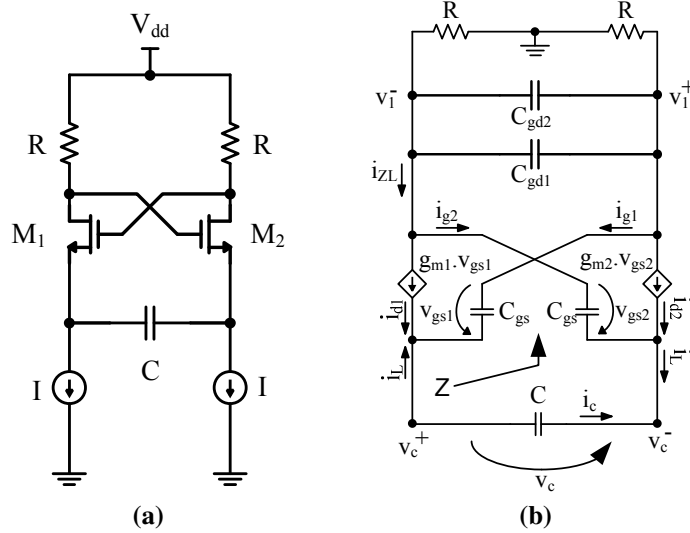 V_dd
R R
M_1 M_2
C
I I
(a)
R R
v_1^- v_1^+
C_gd2
C_gd1
i_ZL
i_g2 i_g1
g_m1.v_gs1 g_m2.v_gs2
i_d1 v_gs1 C_gs C_gs v_gs2 i_d2
i_L Z i_L
C i_c
v_c^+ v_c^-
v_c
(b)